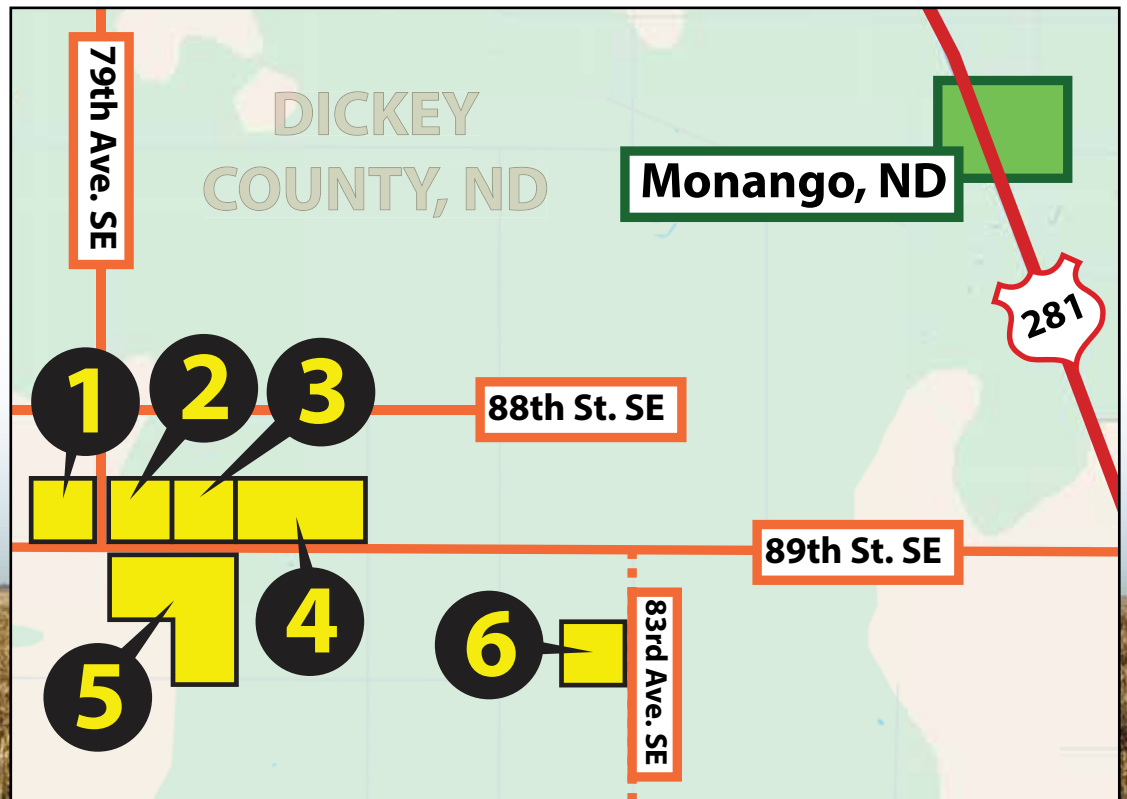 79th Ave. SE
DICKEY
COUNTY, ND
Monango, ND
281
1
2
3
88th St. SE
89th St. SE
4
5
6
83rd Ave. SE